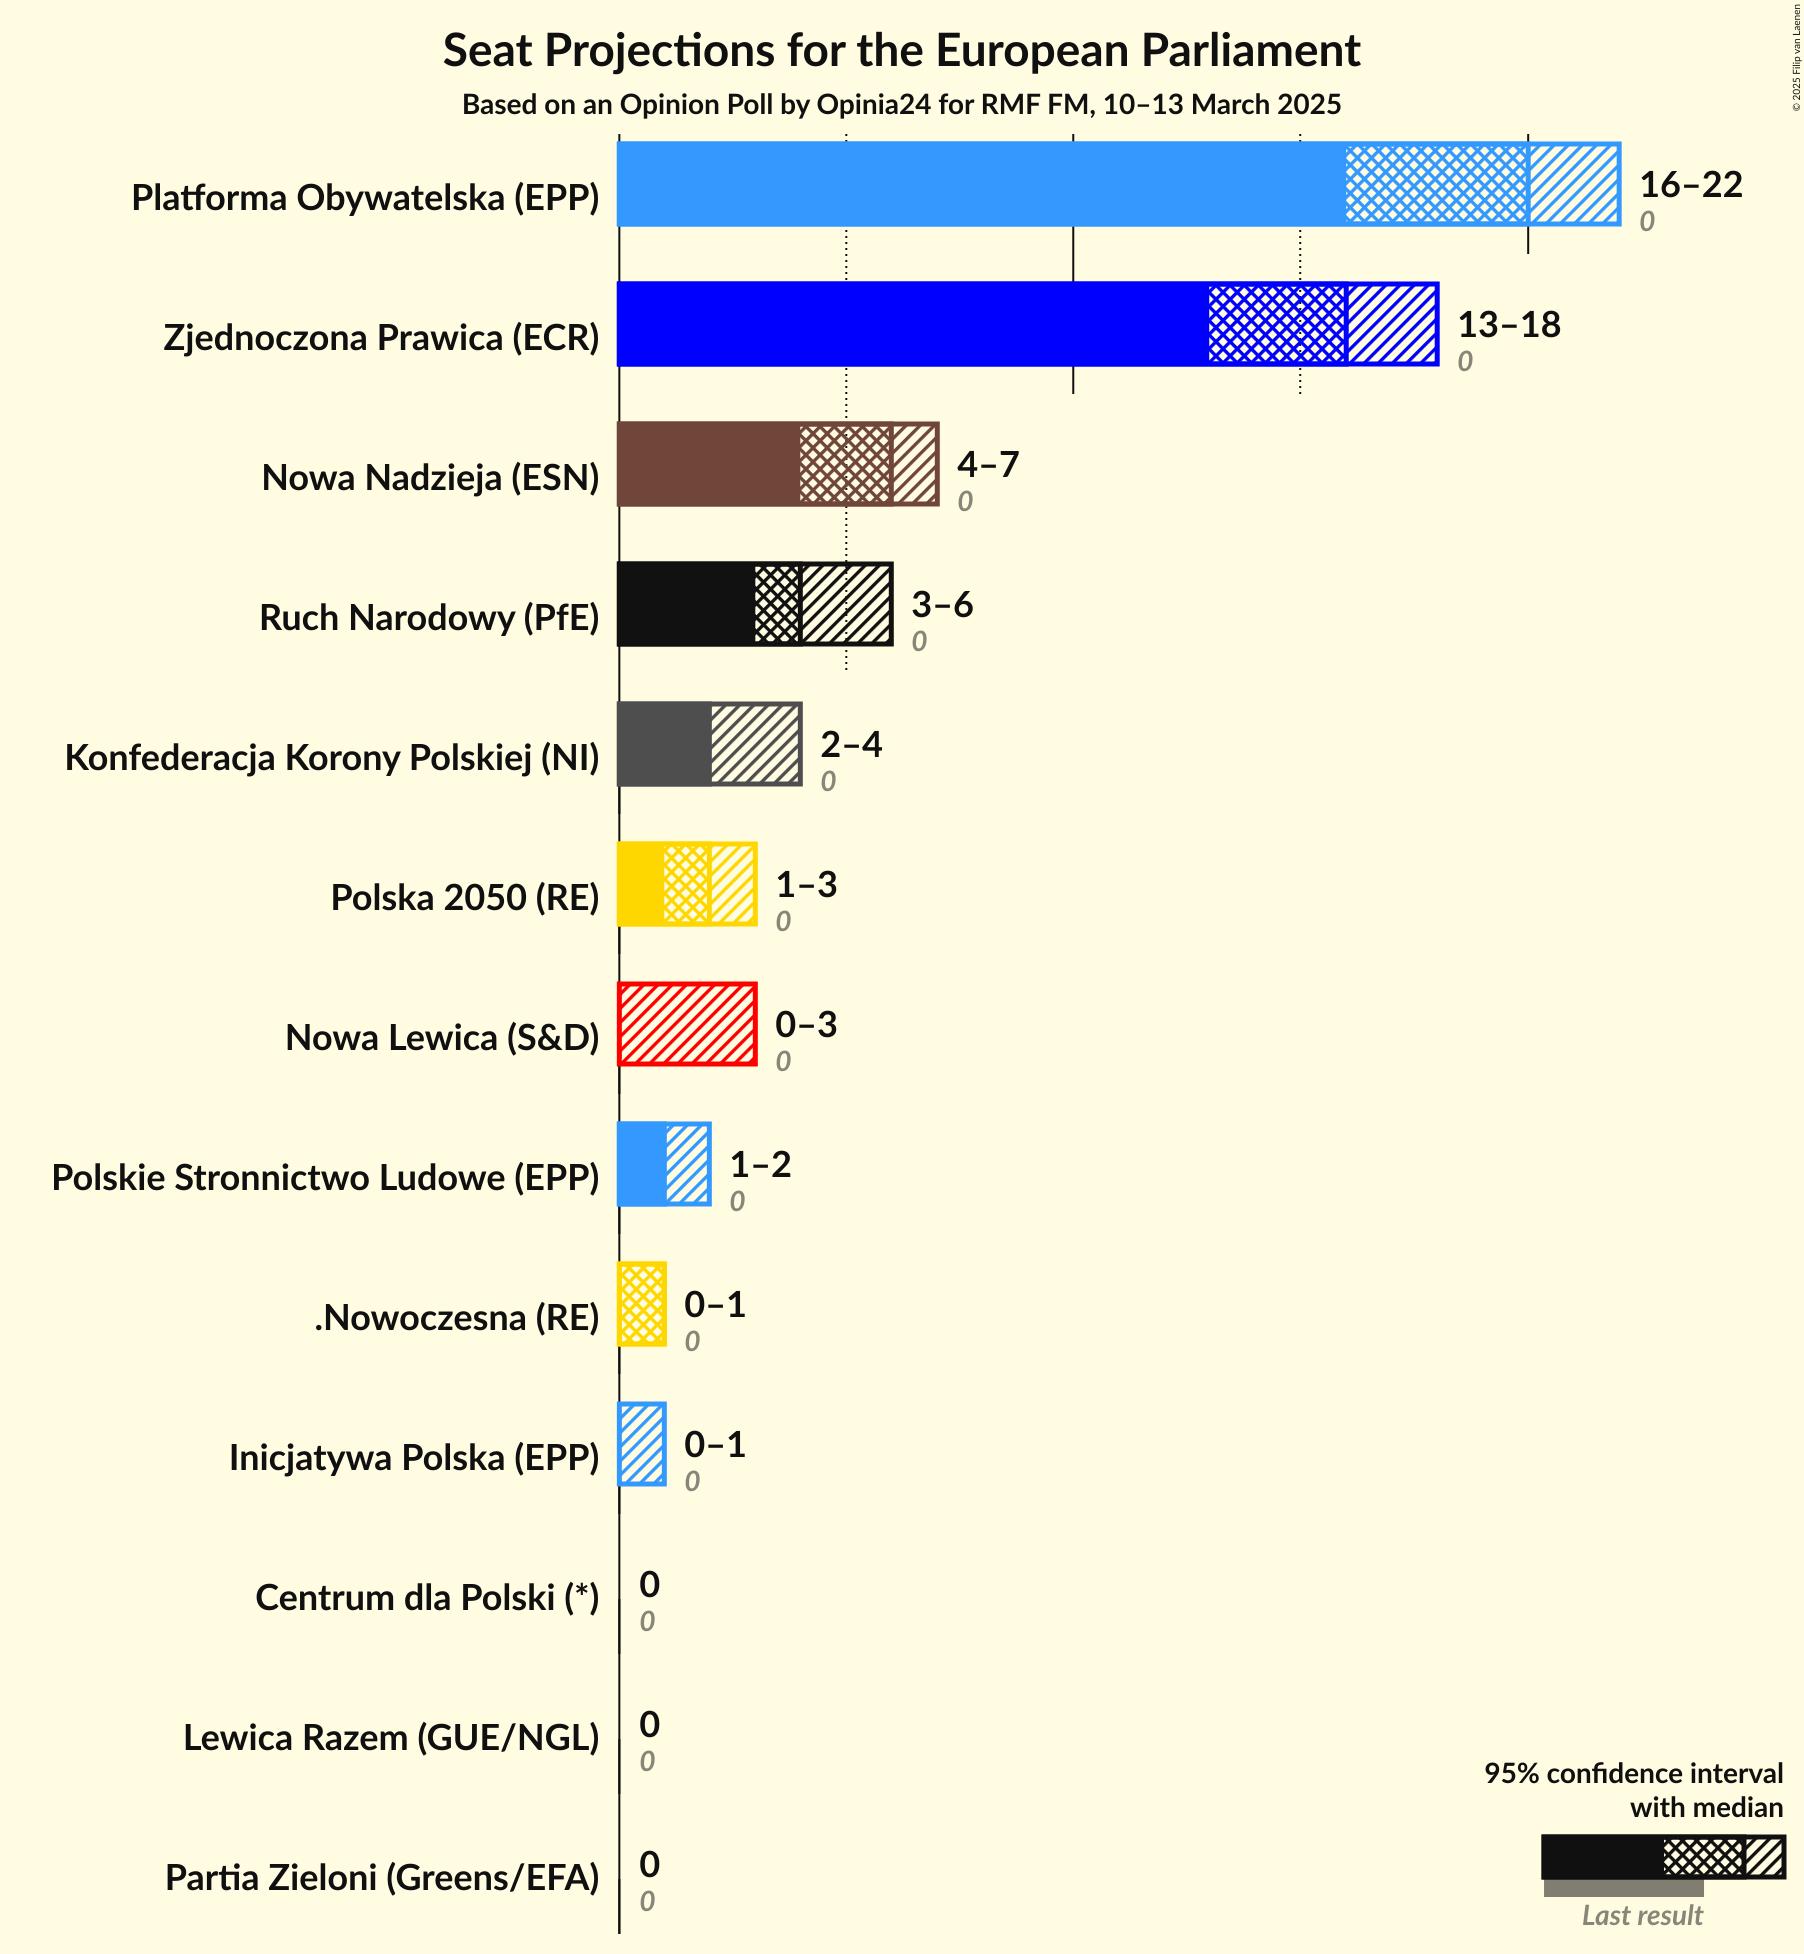 Seat Projections for the European Parliament
Based on an Opinion Poll by Opinia24 for RMF FM, 10–13 March 2025
© 2025 Filip van Laenen
Platforma Obywatelska (EPP)
16–22
0
Zjednoczona Prawica (ECR)
13–18
0
Nowa Nadzieja (ESN)
4–7
0
Ruch Narodowy (PfE)
3–6
0
Konfederacja Korony Polskiej (NI)
2–4
0
Polska 2050 (RE)
1–3
0
Nowa Lewica (S&D)
0–3
0
Polskie Stronnictwo Ludowe (EPP)
1–2
0
.Nowoczesna (RE)
0–1
0
Inicjatywa Polska (EPP)
0–1
0
Centrum dla Polski (*)
0
0
Lewica Razem (GUE/NGL)
0
0
Partia Zieloni (Greens/EFA)
0
0
95% confidence interval
with median
Last result